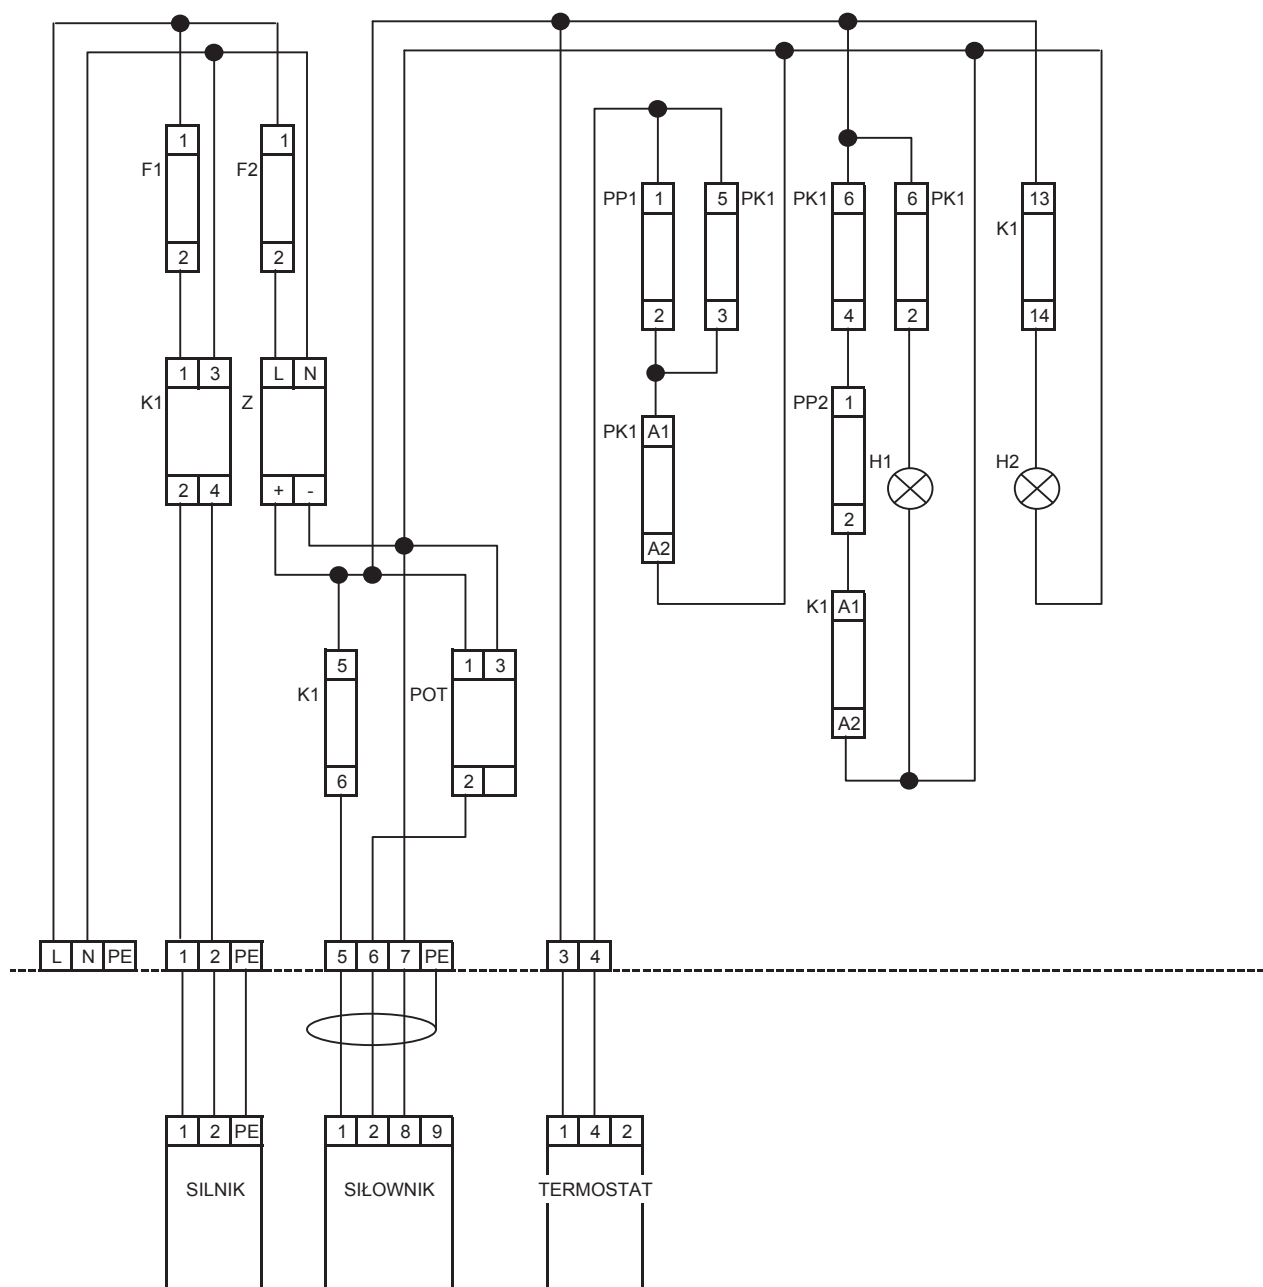 1 1
F1 F2
2 2
PP1 1 5 PK1 PK1 6 6 PK1 13
K1
2 3 4 2 14
1 3 L N
K1 Z
2 4 + -
PP2 1
PK1 A1
H1 H2
2
A2
K1 A1
5 1 3
K1 POT
A2
6 2
L N PE 1 2 PE 5 6 7 PE 3 4
1 2 PE 1 2 8 9 1 4 2
SILNIK SIŁOWNIK TERMOSTAT